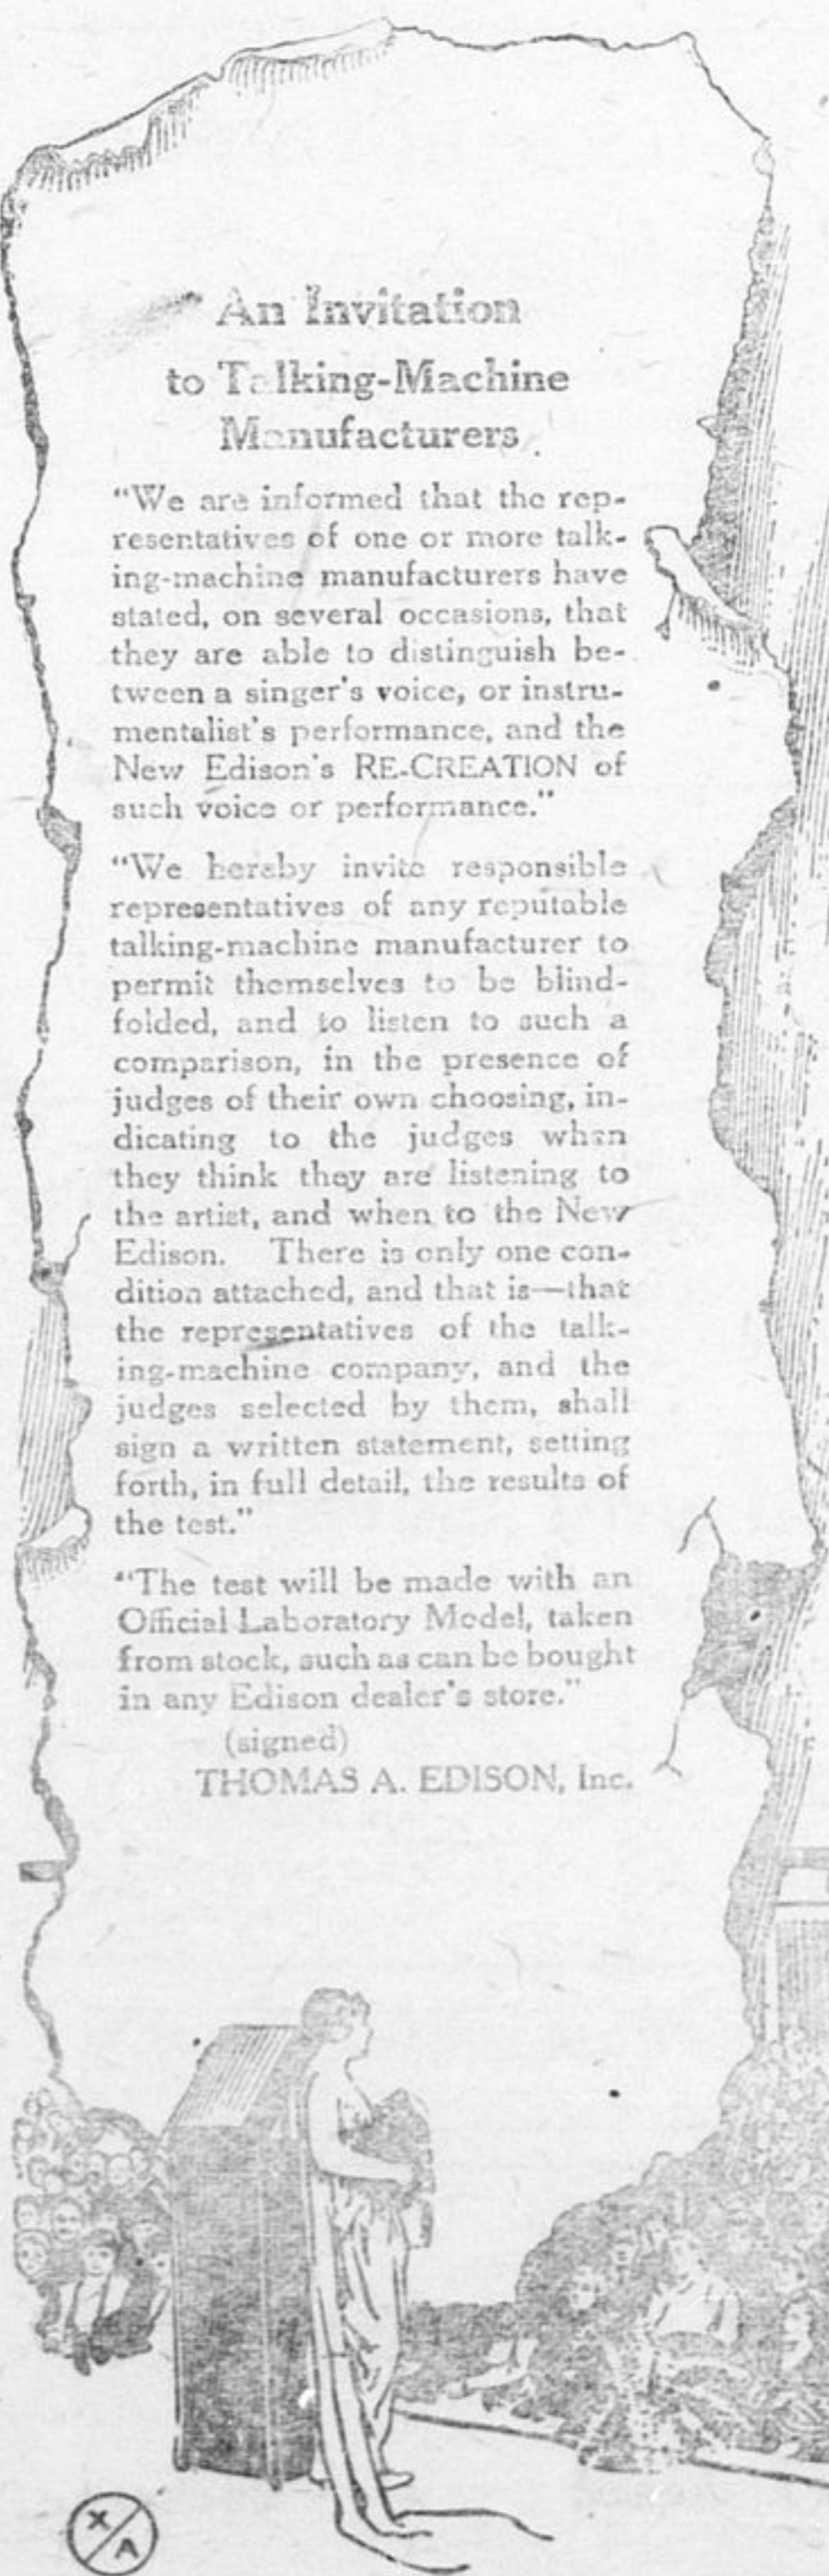 An Invitation
to Talking-Machine
Manufacturers
“We are informed that the rep-
resentatives of one or more talk-
ing-machine manufacturers have
stated, on several occasions, that
they are able to distinguish be-
tween a singer's voice, or instru-
mentalist's performance, and the
New Edison's RE-CREATION of
such voice or performance.”
“We hereby invite responsible
representatives of any reputable
talking-machine manufacturer to
permit themselves to be blind-
folded, and to listen to such a
comparison, in the presence of
judges of their own choosing, in-
dicating to the judges when
they think they are listening to
the artist, and when to the New
Edison. There is only one con-
dition attached, and that is—that
the representatives of the talk-
ing-machine company, and the
judges selected by them, shall
sign a written statement, setting
forth, in full detail, the results of
the test.”
“The test will be made with an
Official Laboratory Model, taken
from stock, such as can be bought
in any Edison dealer's store.”
(signed)
THOMAS A. EDISON, Inc.
X/A